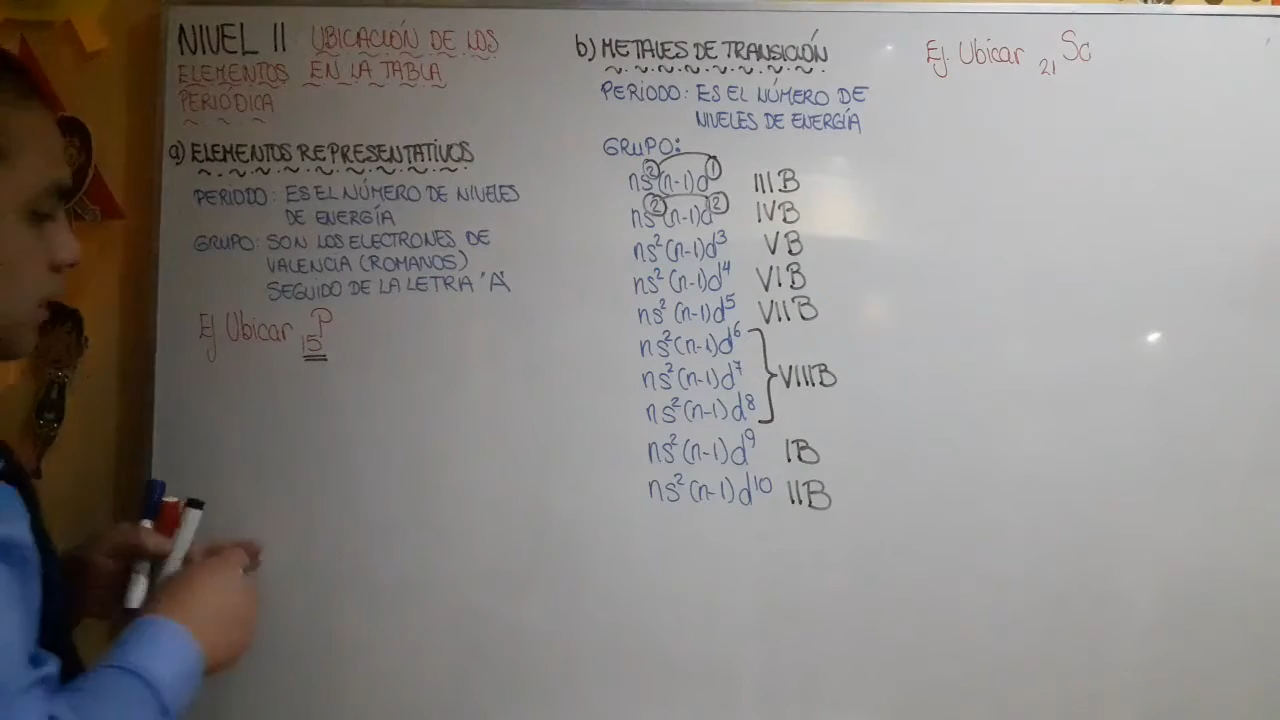 NIVEL II UBICACIÓN DE LOS
ELEMENTOS EN LA TABLA
PERIÓDICA
a) ELEMENTOS REPRESENTATIVOS
PERIODO: ES EL NÚMERO DE NIVELES
DE ENERGÍA
GRUPO: SON LOS ELECTRONES DE
VALENCIA (ROMANOS)
SEGUIDO DE LA LETRIA 'A'
Ej Ubicar ₁₅P
b) METALES DE TRANSICIÓN
PERIODO: ES EL NÚMERO DE
NIVELES DE ENERGÍA
GRUPO:
ns²(n-1)d¹ IIIB
ns²(n-1)d² IVB
ns²(n-1)d³ VB
ns²(n-1)d⁴ VIB
ns²(n-1)d⁵ VIIB
ns²(n-1)d⁶
ns²(n-1)d⁷ VIIIB
ns²(n-1)d⁸
ns²(n-1)d⁹ IB
ns²(n-1)d¹⁰ IIB
Ej. Ubicar ₂₁Sc